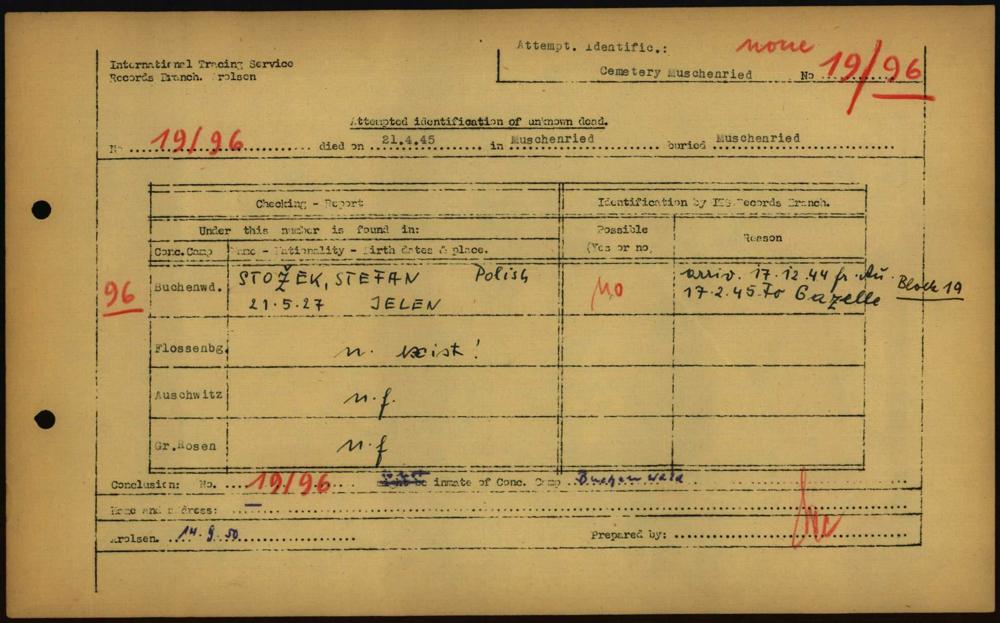 Attempt. Identific.: none
International Tracing Service
Records Branch. Arolsen
Cemetery Muschenried No 19/96
Attempted identification of unknown dead.
No 19/96 died on 21.4.45 in Muschenried buried Muschenried
Checking - Report
Identification by ITS Records Branch.
Under this number is found in:
Possible
(Yes or no)
Reason
Conc.Camp
Name - Nationality - Birth dates & place.
96
Buchenwd.
STOŽEK, STEFAN Polish
21.5.27 JELEN
No
arriv. 17.12.44 fr. Au.
17.2.45 to Gazelle
Block 19
Flossenbg. n. exist!
Auschwitz n.f.
Gr.Rosen n.f
Conclusion: No. 19/96 inmate of Conc. Camp Buchenwald
Name and address: —
Arolsen. 14.9.50 Prepared by: